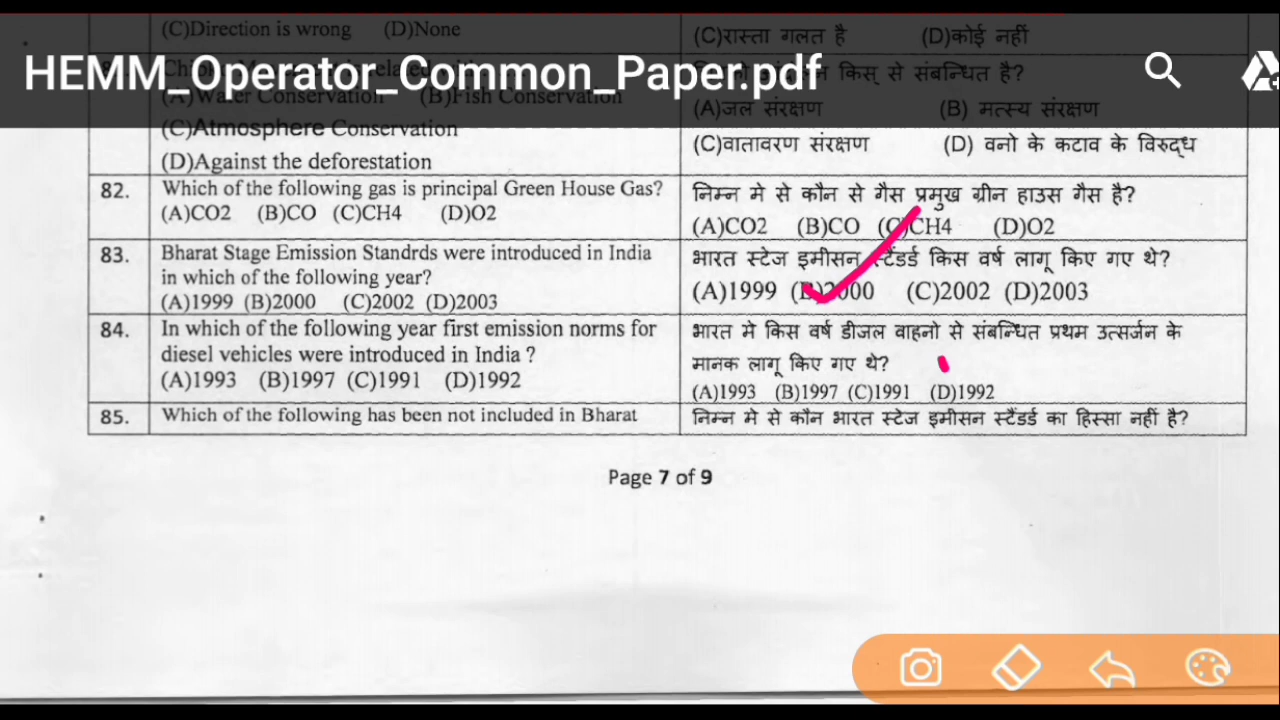 (C)Direction is wrong (D)None
(C)रास्ता गलत है (D)कोई नहीं
HEMM_Operator_Common_Paper.pdf
किस् से संबन्धित है?
(A)Water Conservation (B)Fish Conservation
(A)जल संरक्षण (B) मत्स्य संरक्षण
(C)Atmosphere Conservation
(D)Against the deforestation
(C)वातावरण संरक्षण (D) वनो के कटाव के विरुद्ध
82. Which of the following gas is principal Green House Gas?
(A)CO2 (B)CO (C)CH4 (D)O2
निम्न मे से कौन से गैस प्रमुख ग्रीन हाउस गैस है?
(A)CO2 (B)CO (C)CH4 (D)O2
83. Bharat Stage Emission Standrds were introduced in India
in which of the following year?
(A)1999 (B)2000 (C)2002 (D)2003
भारत स्टेज इमीसन स्टैंडर्ड किस वर्ष लागू किए गए थे?
(A)1999 (B)2000 (C)2002 (D)2003
84. In which of the following year first emission norms for
diesel vehicles were introduced in India ?
(A)1993 (B)1997 (C)1991 (D)1992
भारत मे किस वर्ष डीजल वाहनो से संबन्धित प्रथम उत्सर्जन के
मानक लागू किए गए थे?
(A)1993 (B)1997 (C)1991 (D)1992
85. Which of the following has been not included in Bharat
निम्न मे से कौन भारत स्टेज इमीसन स्टैंडर्ड का हिस्सा नहीं है?
Page 7 of 9